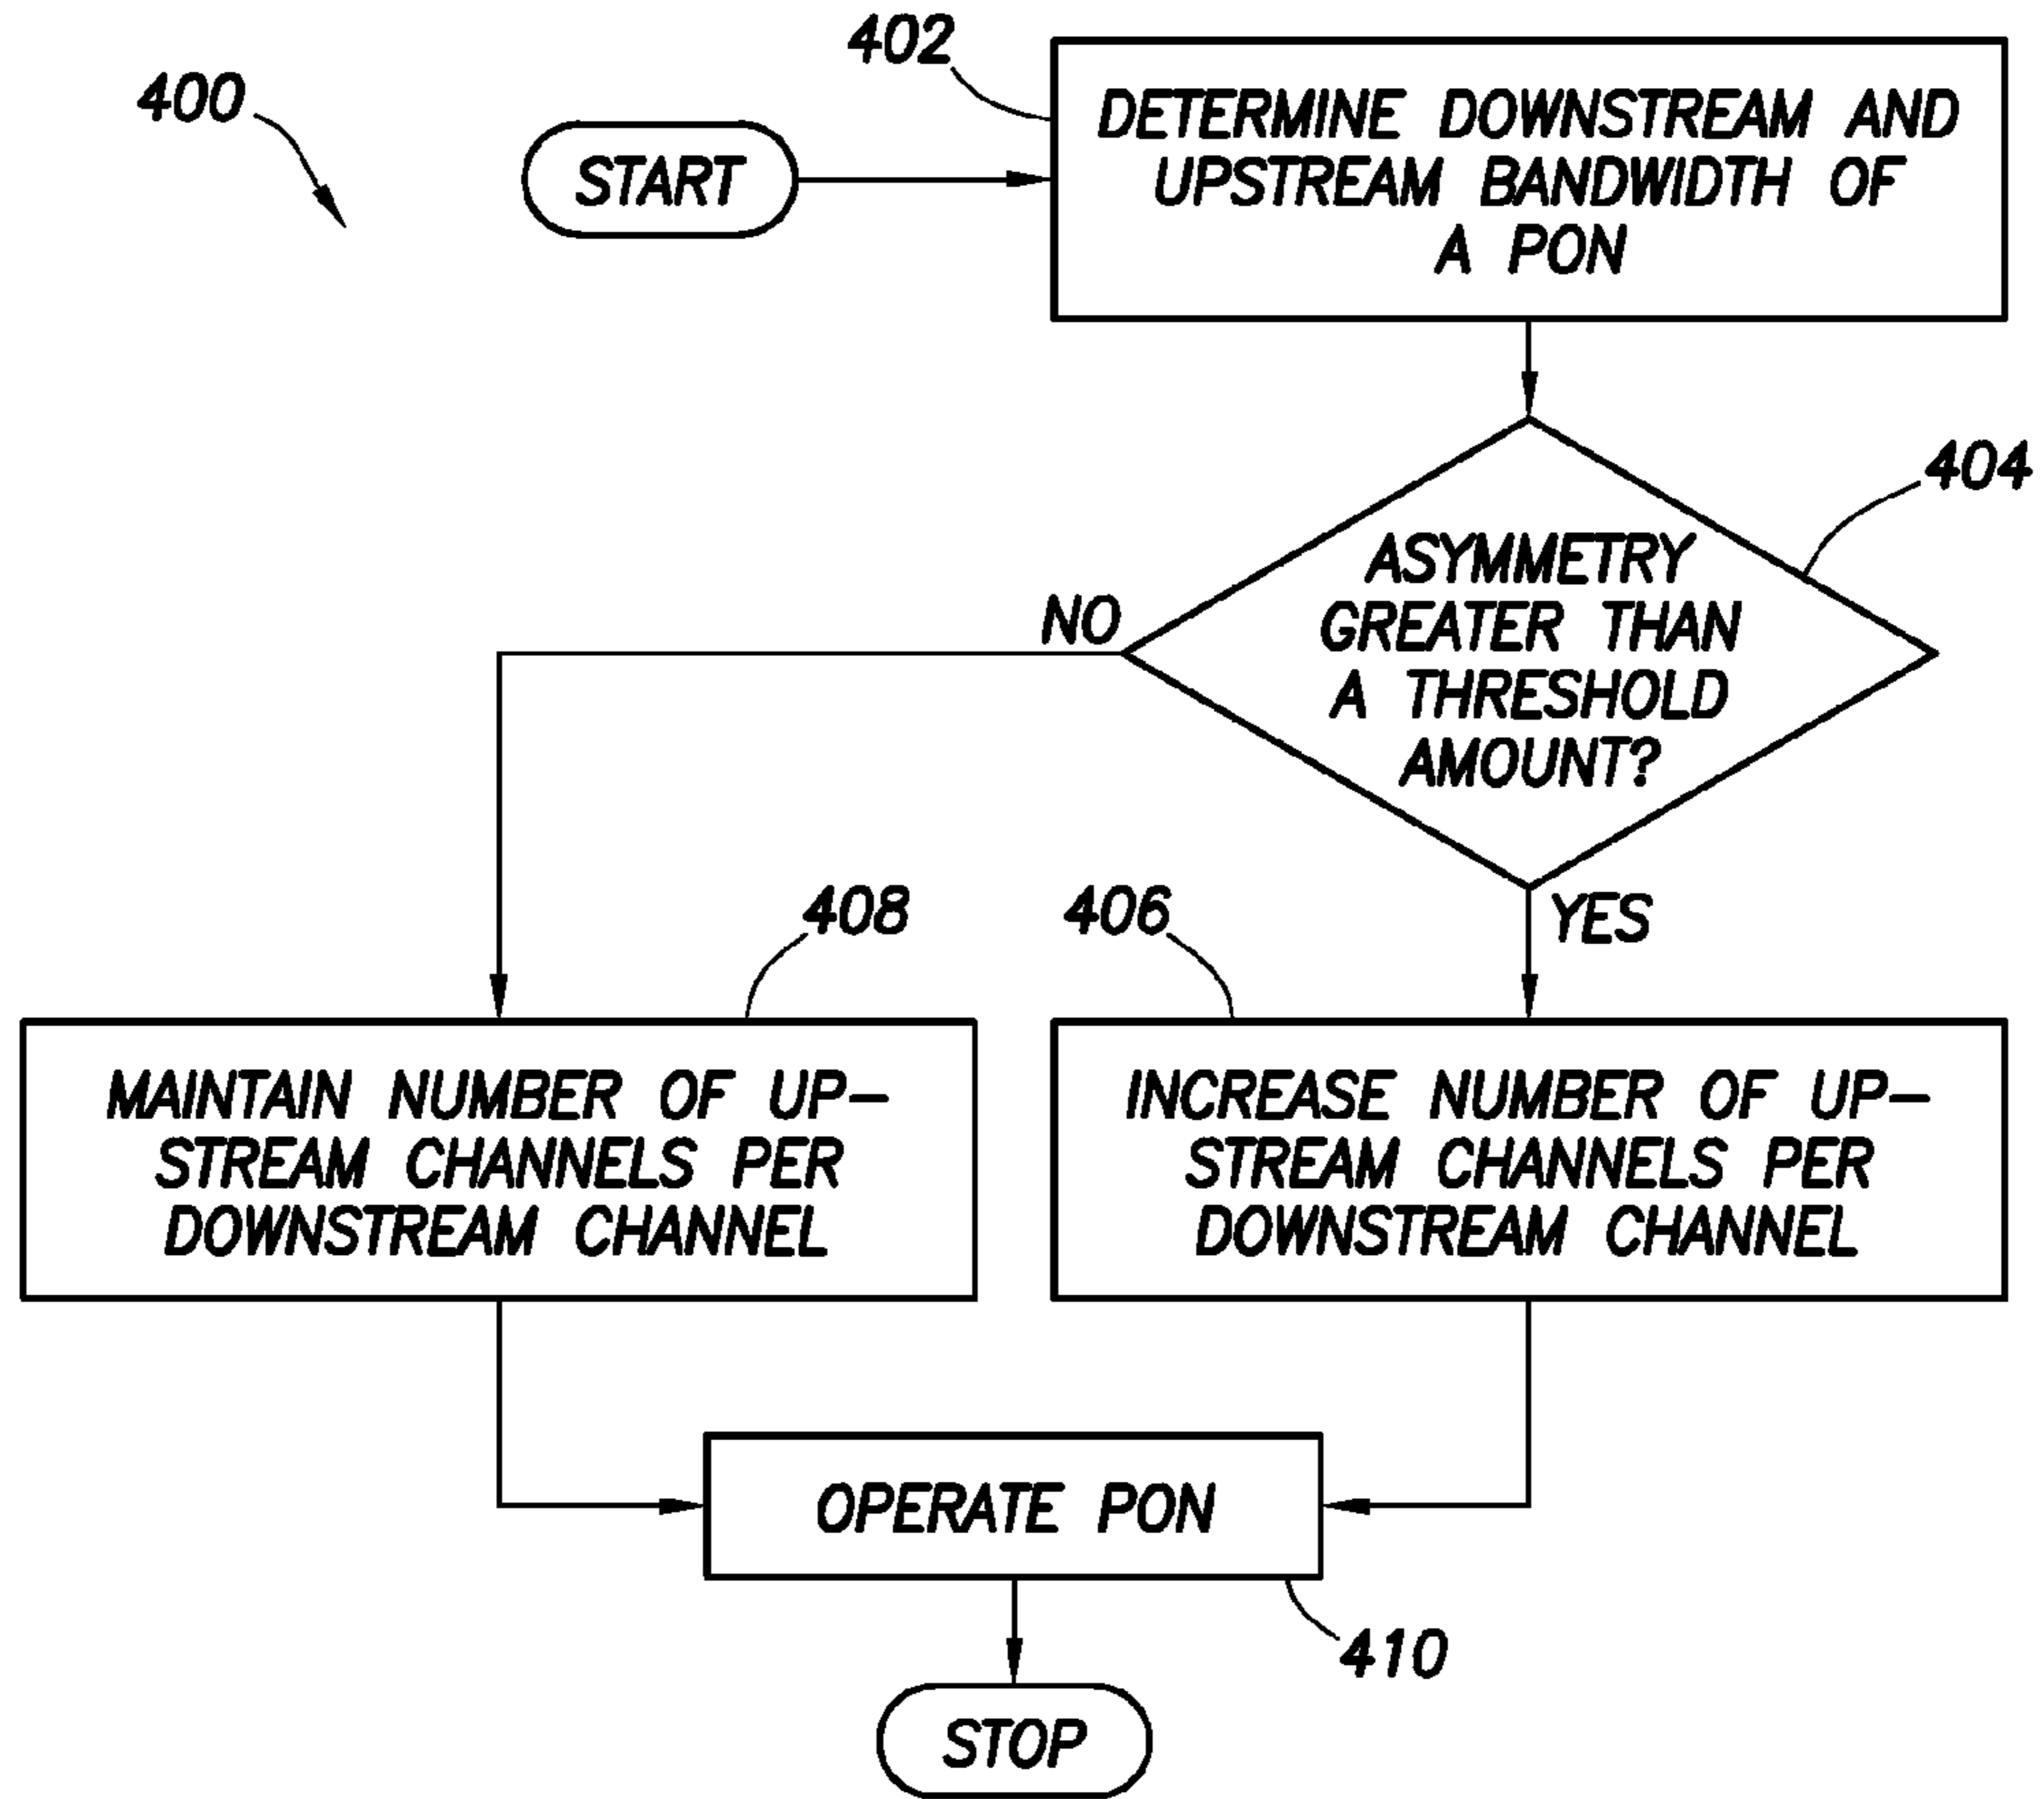 400
START
402
DETERMINE DOWNSTREAM AND
UPSTREAM BANDWIDTH OF
A PON
404
ASYMMETRY
GREATER THAN
A THRESHOLD
AMOUNT?
NO
YES
408
MAINTAIN NUMBER OF UP-
STREAM CHANNELS PER
DOWNSTREAM CHANNEL
406
INCREASE NUMBER OF UP-
STREAM CHANNELS PER
DOWNSTREAM CHANNEL
OPERATE PON
410
STOP